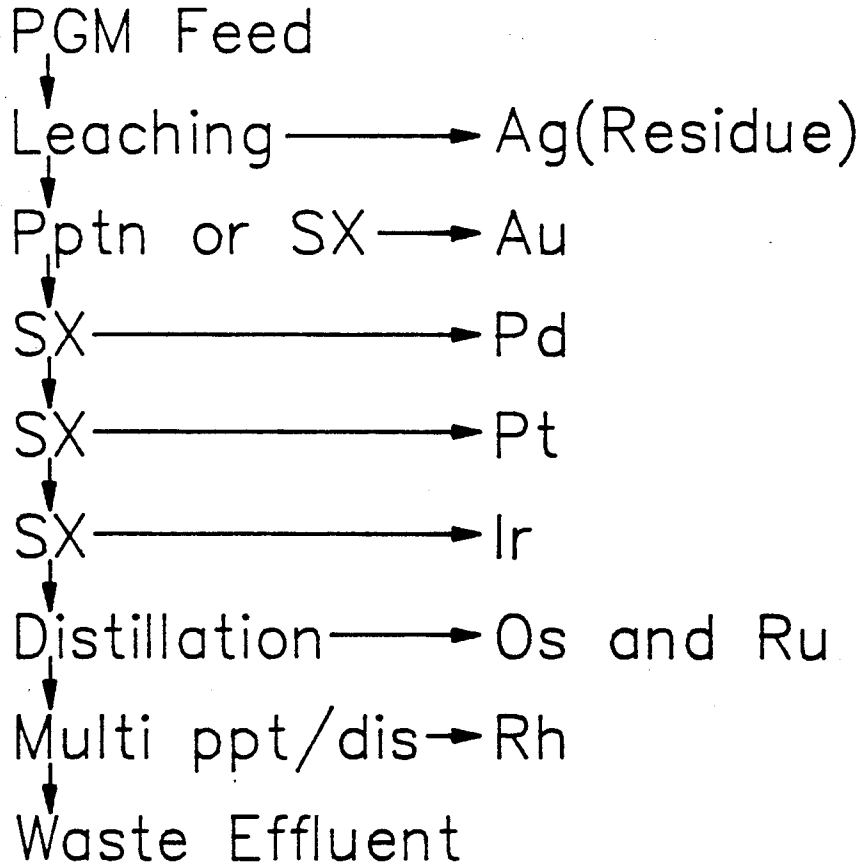 PGM Feed
Leaching Ag(Residue)
Pptn or SX Au
SX Pd
SX Pt
SX Ir
Distillation Os and Ru
Multi ppt/dis Rh
Waste Effluent